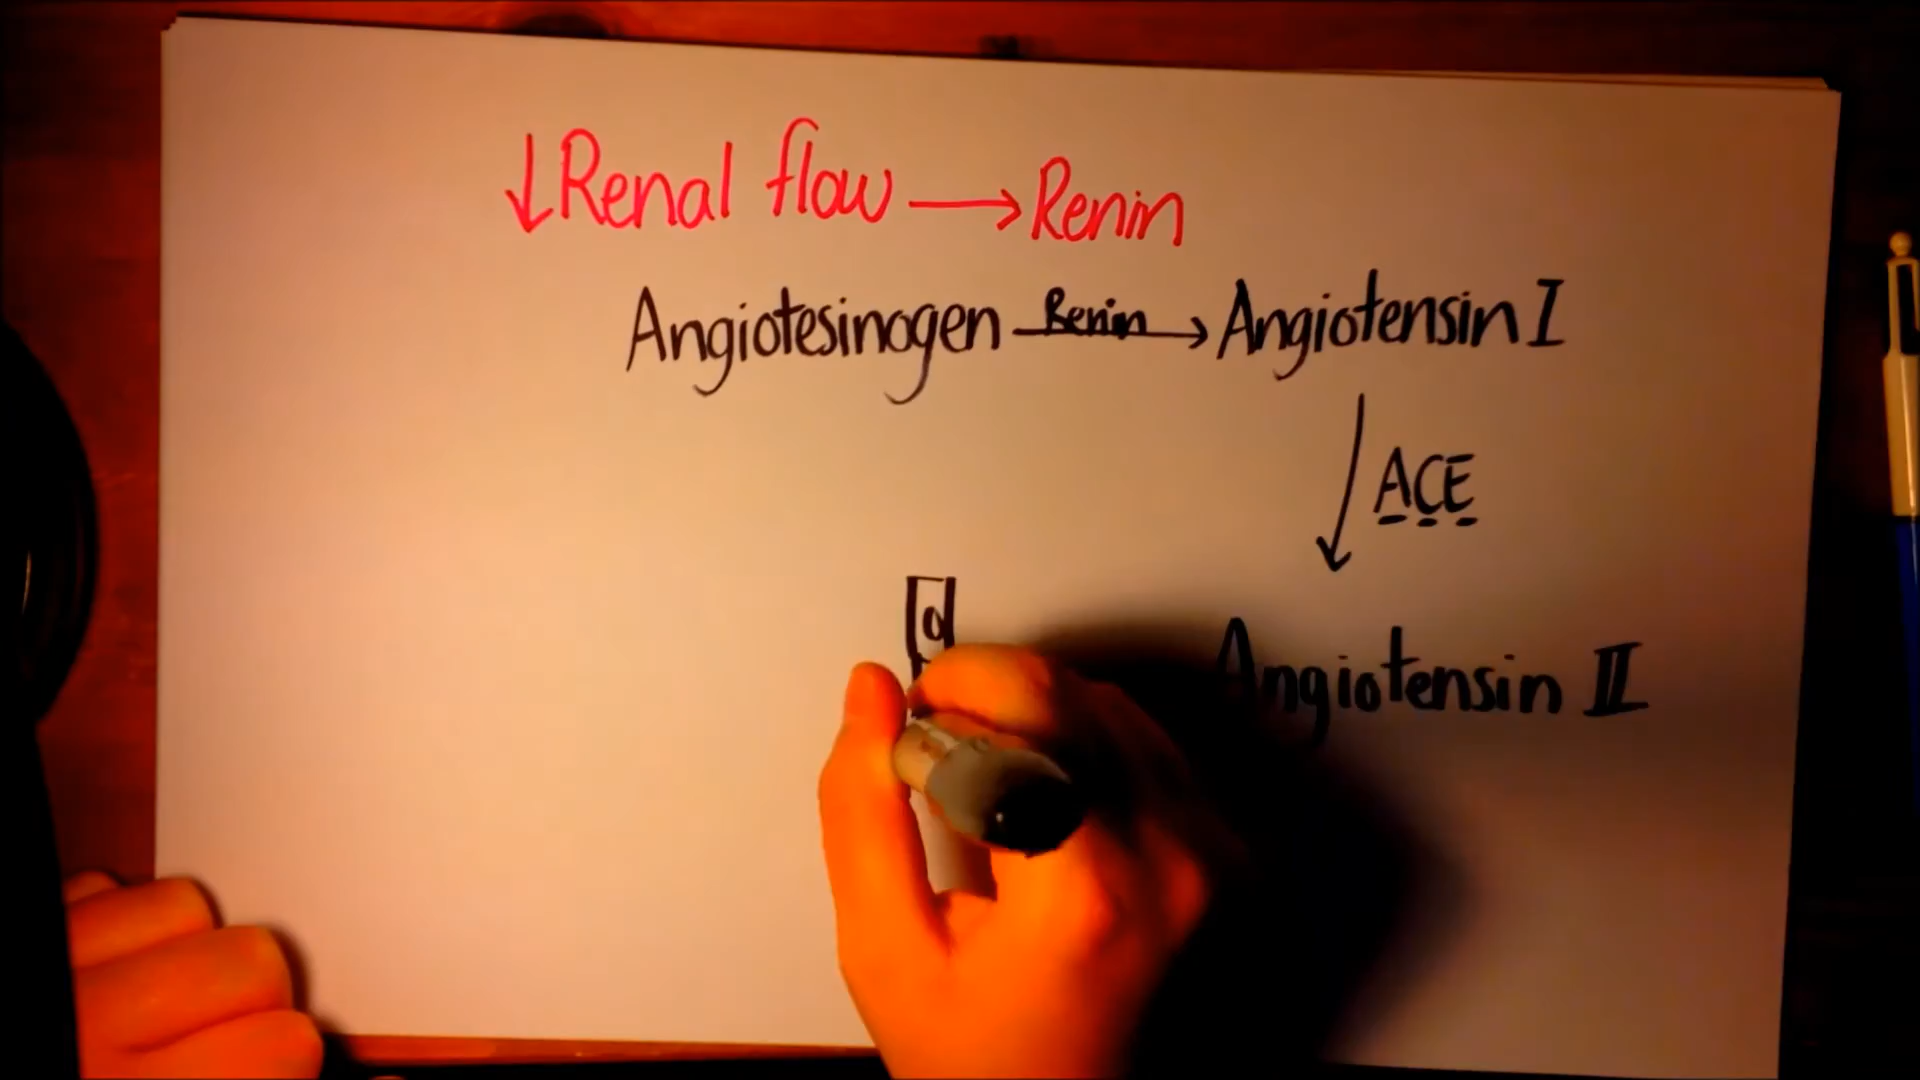 ↓Renal flow → Renin
Angiotesinogen Renin → Angiotensin I
↓ ACE
Angiotensin II